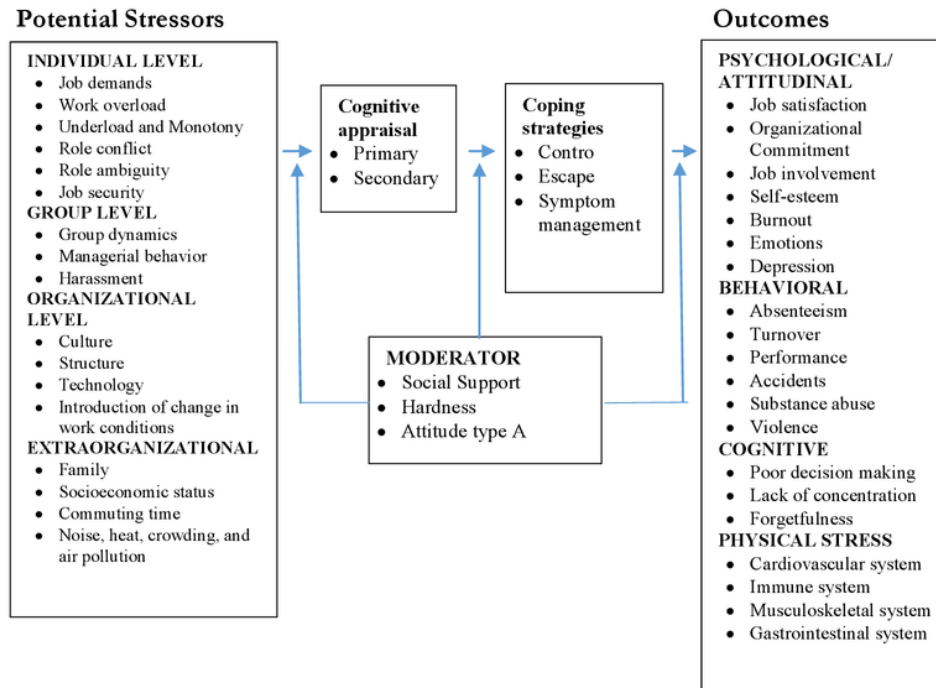 Potential Stressors
INDIVIDUAL LEVEL
• Job demands
• Work overload
• Underload and Monotony
• Role conflict
• Role ambiguity
• Job security
GROUP LEVEL
• Group dynamics
• Managerial behavior
• Harassment
ORGANIZATIONAL
LEVEL
• Culture
• Structure
• Technology
• Introduction of change in
work conditions
EXTRAORGANIZATIONAL
• Family
• Socioeconomic status
• Commuting time
• Noise, heat, crowding, and
air pollution
Cognitive
appraisal
• Primary
• Secondary
Coping
strategies
• Contro
• Escape
• Symptom
management
MODERATOR
• Social Support
• Hardness
• Attitude type A
Outcomes
PSYCHOLOGICAL/
ATTITUDINAL
• Job satisfaction
• Organizational
Commitment
• Job involvement
• Self-esteem
• Burnout
• Emotions
• Depression
BEHAVIORAL
• Absenteeism
• Turnover
• Performance
• Accidents
• Substance abuse
• Violence
COGNITIVE
• Poor decision making
• Lack of concentration
• Forgetfulness
PHYSICAL STRESS
• Cardiovascular system
• Immune system
• Musculoskeletal system
• Gastrointestinal system